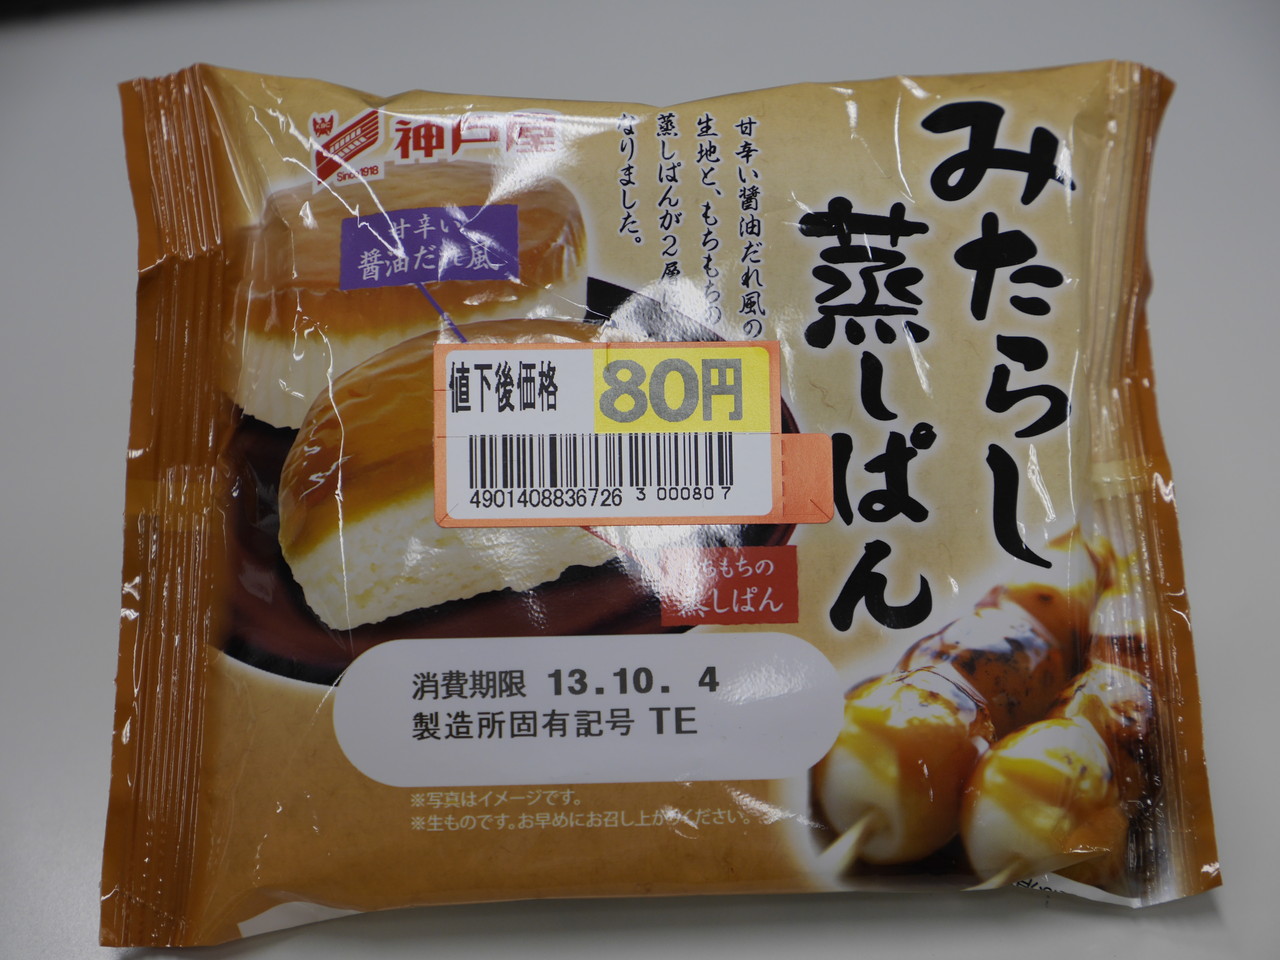 KBC
神戸屋
Since1918
みたらし
蒸しぱん
甘辛い醤油だれ風の
生地と、もちもちの
蒸しぱんが2層に
なりました。
甘辛い
醤油だれ風
値下後価格 80円
4901408836726 3 000807
もちもちの
蒸しぱん
消費期限 13.10. 4
製造所固有記号 TE
※写真はイメージです。
※生ものです。お早めにお召し上がりください。